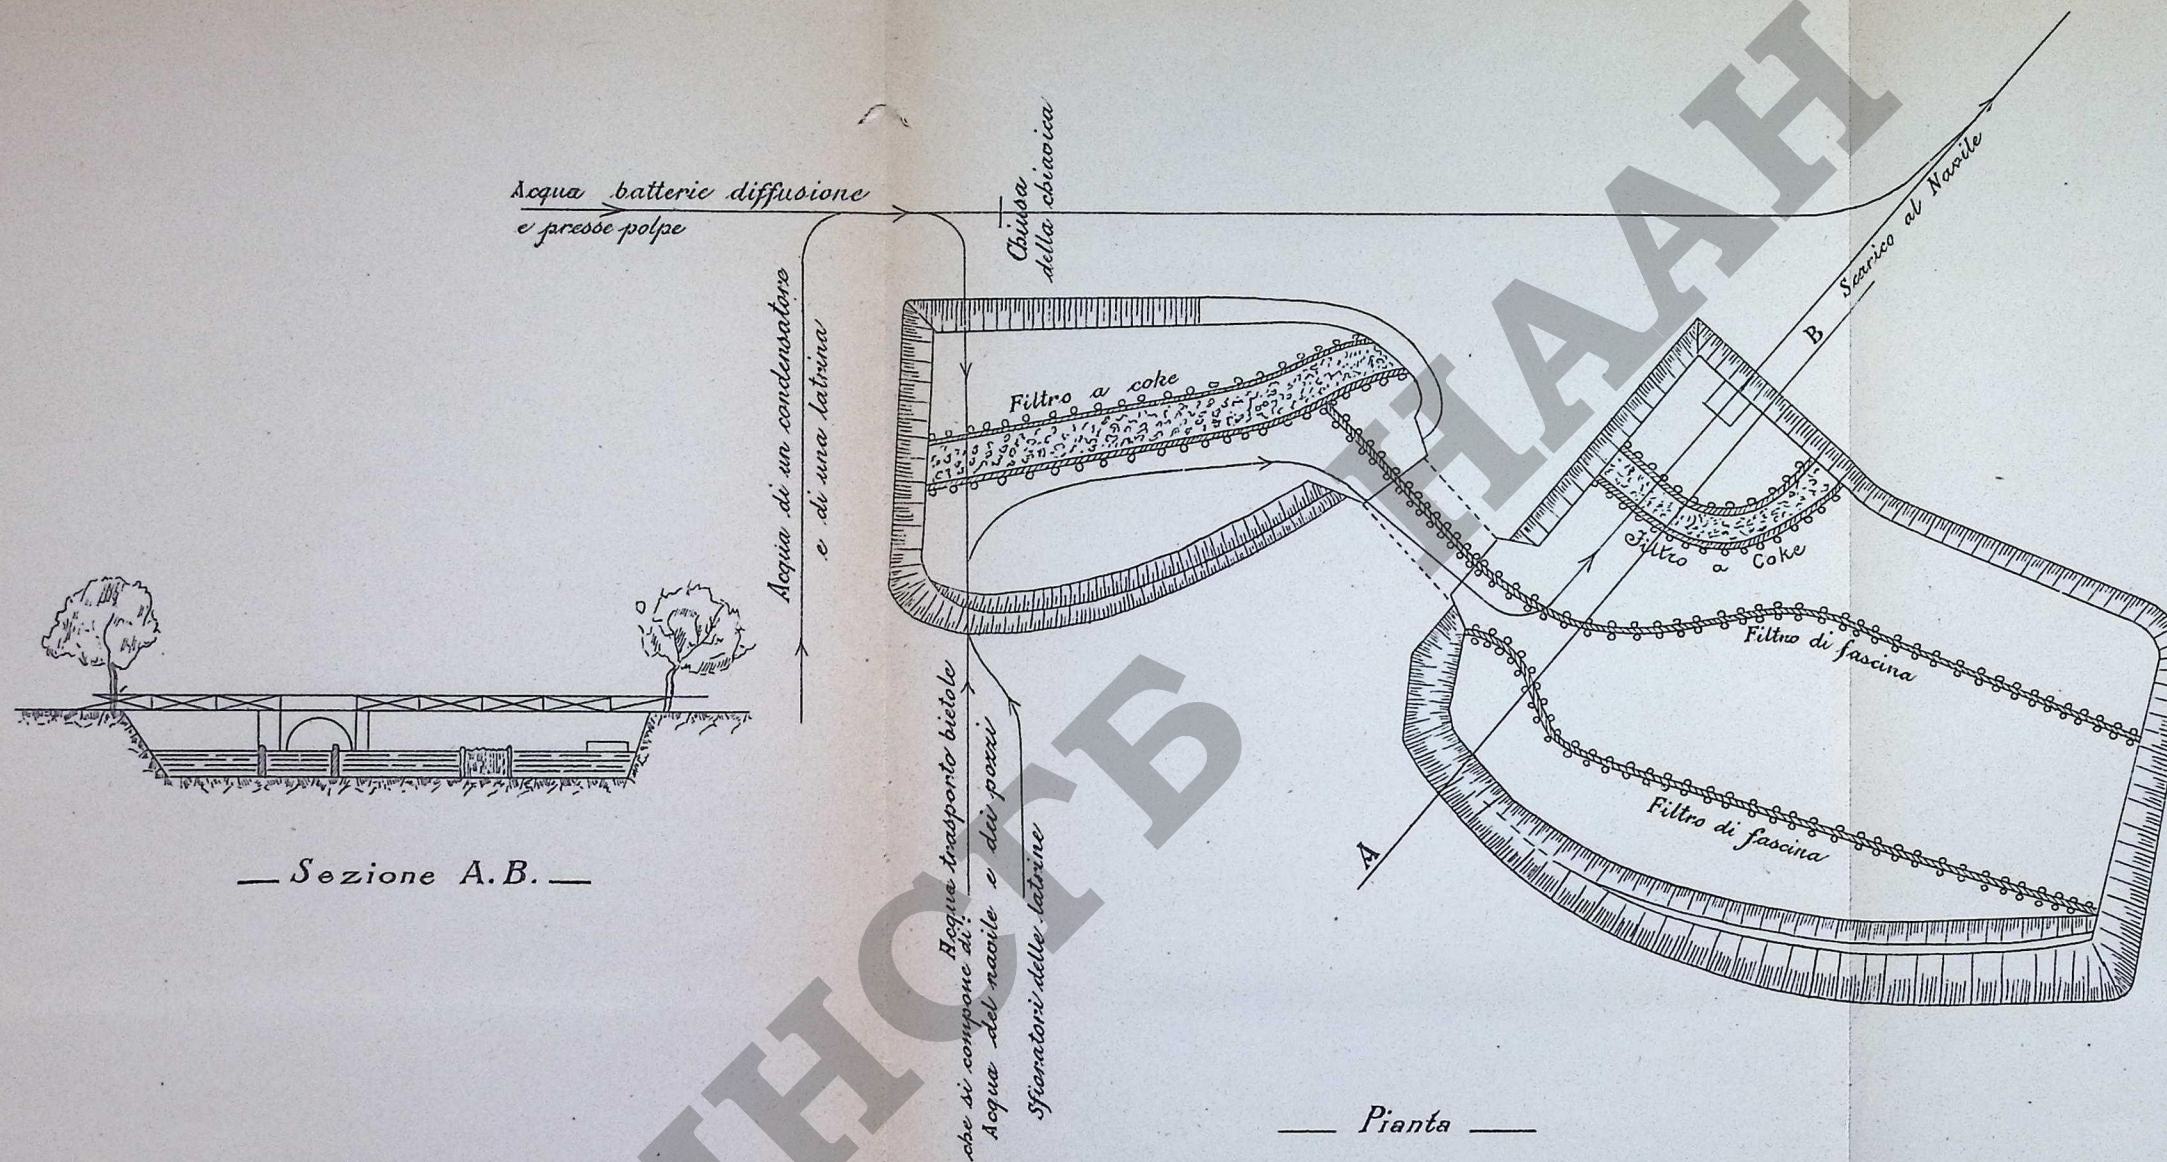 Acqua batterie diffusione
e presse polpe
Chiusa
della chiavica
Scarico al Navile
Acqua di un condensatore
e di una latrina
Filtro a coke
B
Filtro a Coke
Filtro di fascina
Filtro di fascina
A
Acqua trasporto bietole
che si compone di:
Acqua del navile e dei pozzi
Sfioratori delle latrine
Sezione A.B.
Pianta
ННСГБ НААН